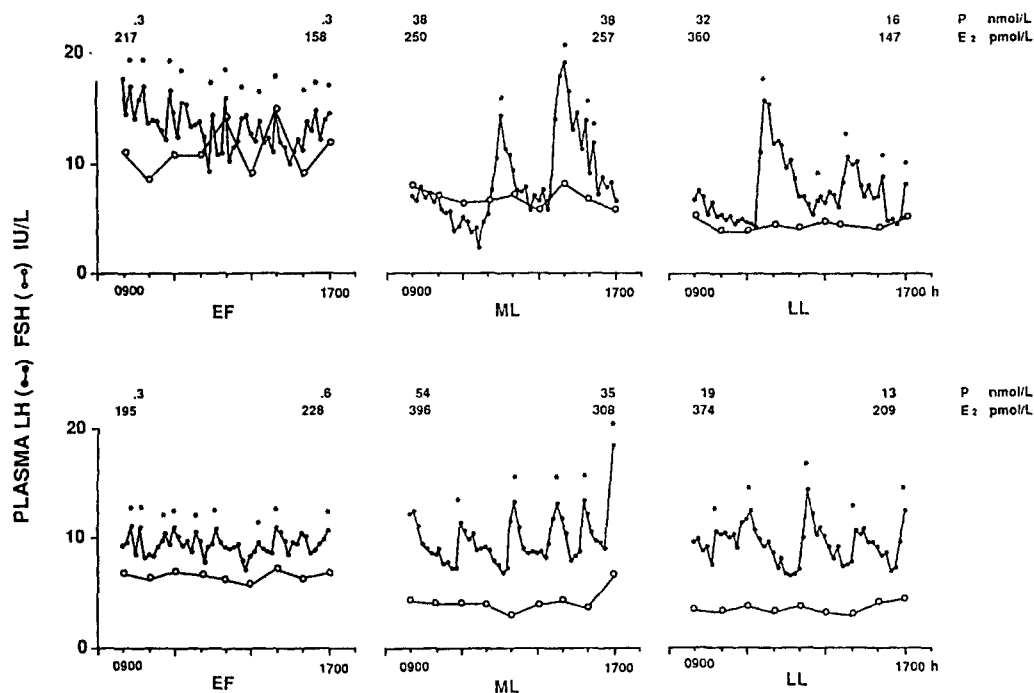 .3 .3 38 38 32 16 P nmol/L
217 158 250 257 360 147 E2 pmol/L
20
10
0
0900 1700 0900 1700 0900 1700 h
EF ML LL
PLASMA LH (•–•) FSH (o–o) IU/L
.3 .6 54 35 19 13 P nmol/L
195 228 396 308 374 209 E2 pmol/L
20
10
0
0900 1700 0900 1700 0900 1700 h
EF ML LL